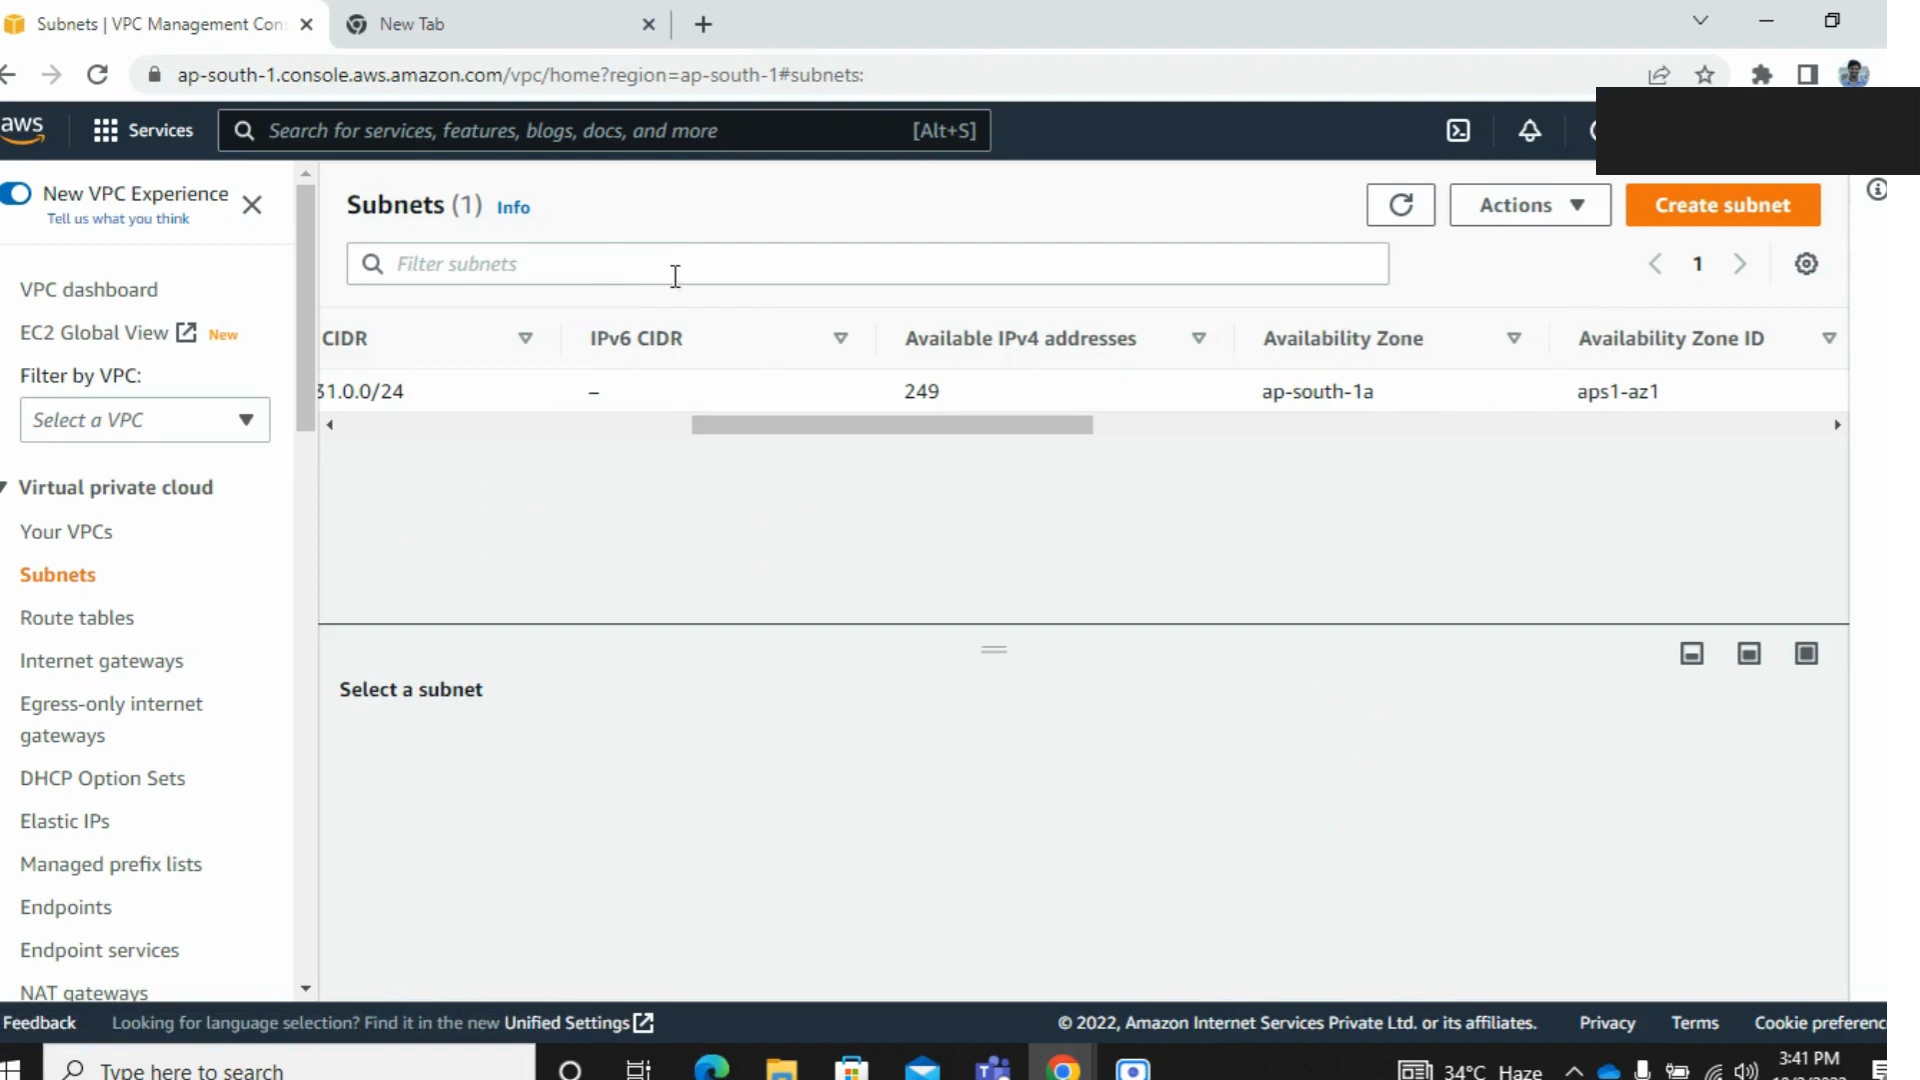 Subnets | VPC Management Con
New Tab
ap-south-1.console.aws.amazon.com/vpc/home?region=ap-south-1#subnets:
aws
Services
Search for services, features, blogs, docs, and more
[Alt+S]
New VPC Experience
Tell us what you think
VPC dashboard
EC2 Global View
New
Filter by VPC:
Select a VPC
Virtual private cloud
Your VPCs
Subnets
Route tables
Internet gateways
Egress-only internet
gateways
DHCP Option Sets
Elastic IPs
Managed prefix lists
Endpoints
Endpoint services
NAT gateways
Subnets (1) Info
Actions
Create subnet
Filter subnets
1
CIDR
IPv6 CIDR
Available IPv4 addresses
Availability Zone
Availability Zone ID
31.0.0/24
–
249
ap-south-1a
aps1-az1
Select a subnet
Feedback
Looking for language selection? Find it in the new Unified Settings
© 2022, Amazon Internet Services Private Ltd. or its affiliates.
Privacy
Terms
Cookie preferenc
Type here to search
34°C Haze
3:41 PM